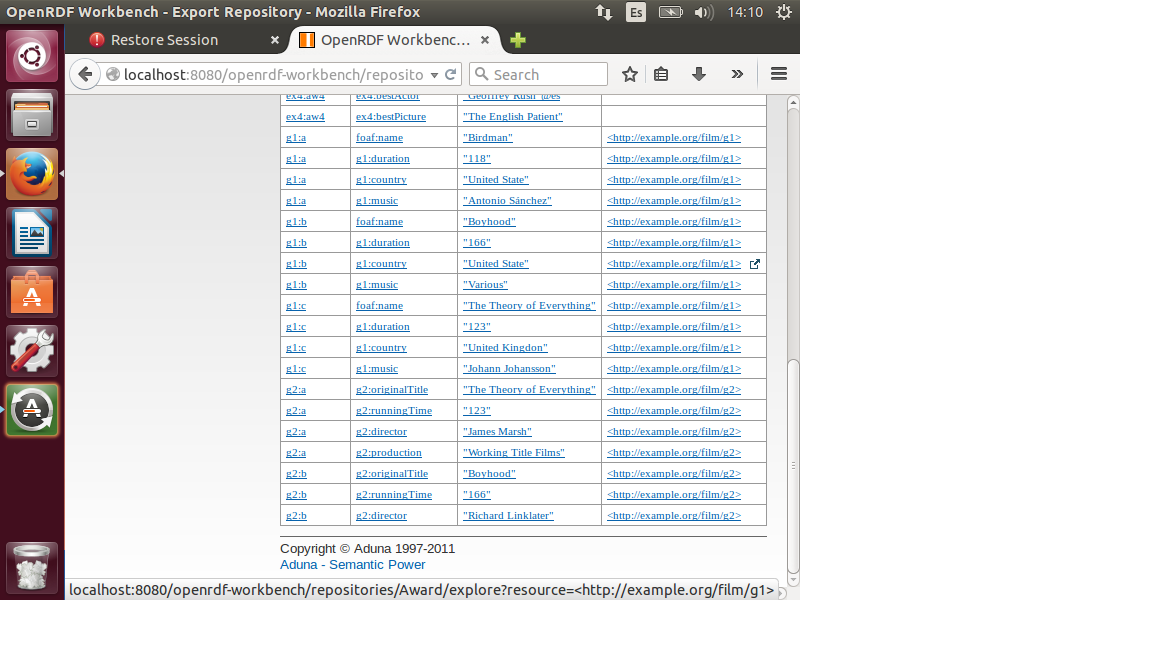 OpenRDF Workbench - Export Repository - Mozilla Firefox Es 14:10
Restore Session OpenRDF Workbenc...
localhost:8080/openrdf-workbench/reposito Search
ex4:aw4 ex4:bestActor "Geoffrey Rush"@es
ex4:aw4 ex4:bestPicture "The English Patient"
g1:a foaf:name "Birdman" <http://example.org/film/g1>
g1:a g1:duration "118" <http://example.org/film/g1>
g1:a g1:country "United State" <http://example.org/film/g1>
g1:a g1:music "Antonio Sánchez" <http://example.org/film/g1>
g1:b foaf:name "Boyhood" <http://example.org/film/g1>
g1:b g1:duration "166" <http://example.org/film/g1>
g1:b g1:country "United State" <http://example.org/film/g1>
g1:b g1:music "Various" <http://example.org/film/g1>
g1:c foaf:name "The Theory of Everything" <http://example.org/film/g1>
g1:c g1:duration "123" <http://example.org/film/g1>
g1:c g1:country "United Kingdon" <http://example.org/film/g1>
g1:c g1:music "Johann Johansson" <http://example.org/film/g1>
g2:a g2:originalTitle "The Theory of Everything" <http://example.org/film/g2>
g2:a g2:runningTime "123" <http://example.org/film/g2>
g2:a g2:director "James Marsh" <http://example.org/film/g2>
g2:a g2:production "Working Title Films" <http://example.org/film/g2>
g2:b g2:originalTitle "Boyhood" <http://example.org/film/g2>
g2:b g2:runningTime "166" <http://example.org/film/g2>
g2:b g2:director "Richard Linklater" <http://example.org/film/g2>
Copyright © Aduna 1997-2011
Aduna - Semantic Power
localhost:8080/openrdf-workbench/repositories/Award/explore?resource=<http://example.org/film/g1>